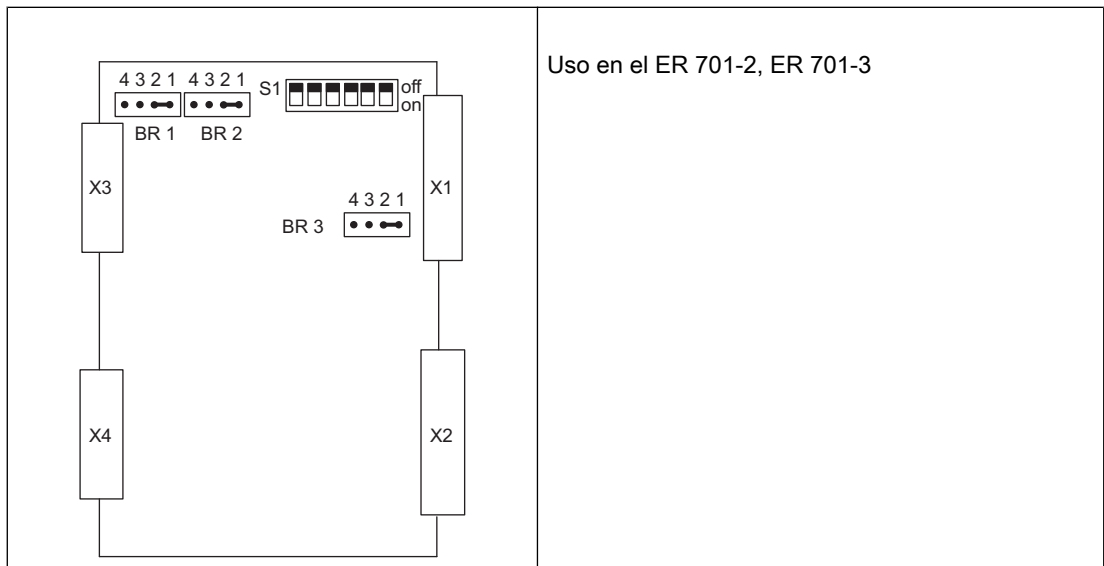 Uso en el ER 701-2, ER 701-3
4 3 2 1 4 3 2 1
S1 off
on
BR 1 BR 2
X3 X1
4 3 2 1
BR 3
X4 X2